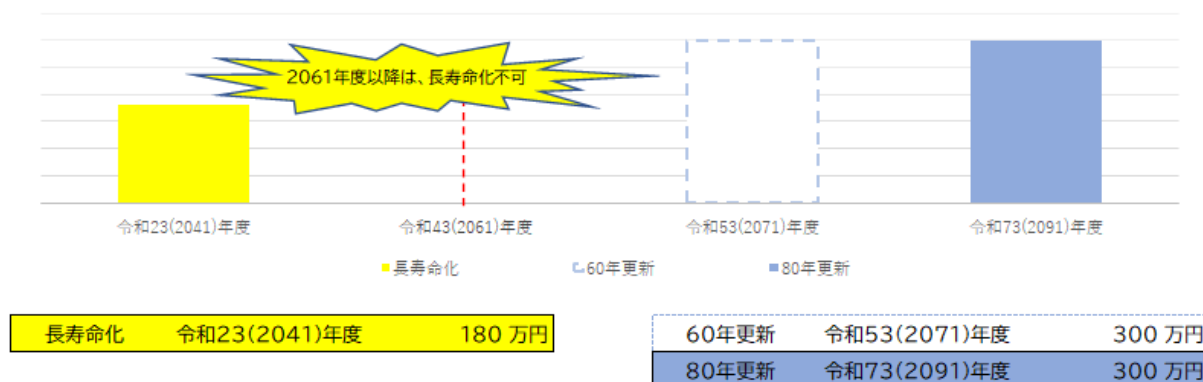 2061年度以降は、長寿命化不可
令和23(2041)年度 令和43(2061)年度 令和53(2071)年度 令和73(2091)年度
長寿命化 60年更新 80年更新
長寿命化 令和23(2041)年度 180 万円
60年更新 令和53(2071)年度 300 万円
80年更新 令和73(2091)年度 300 万円